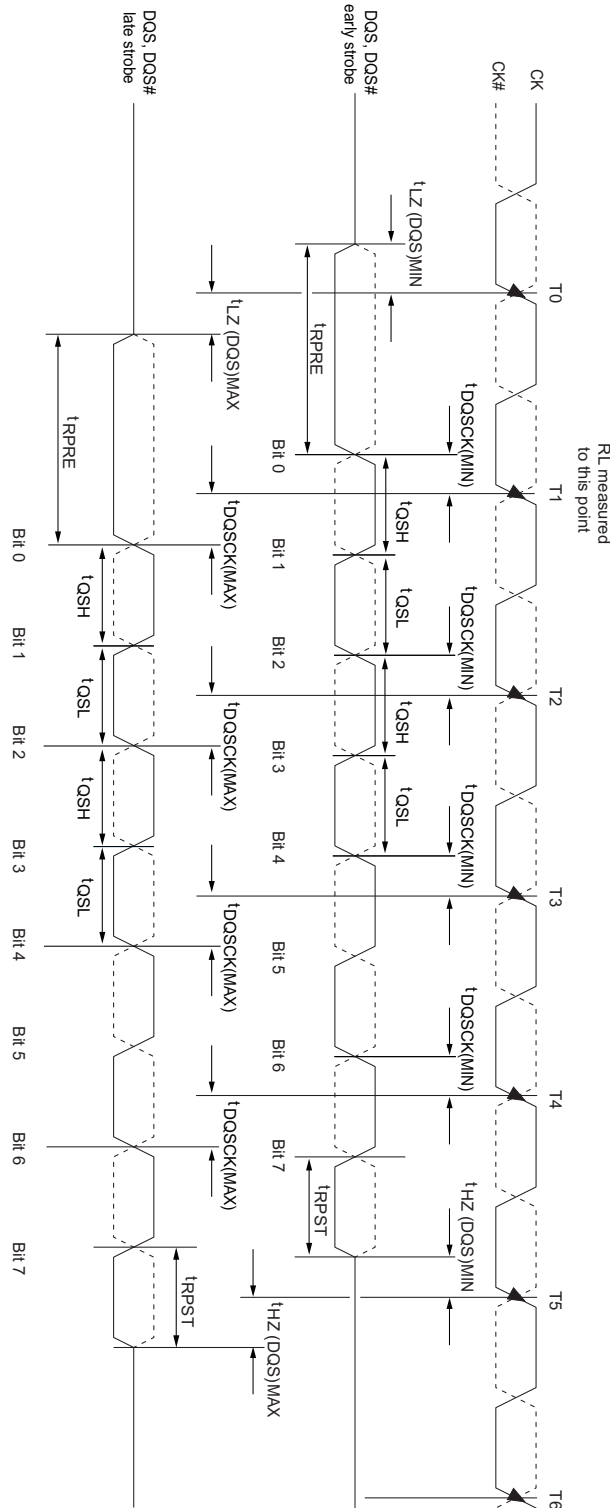 RL measured
to this point
T0
T1
T2
T3
T4
T5
T6
CK
CK#
tLZ (DQS)MIN
tDQSCK(MIN)
tDQSCK(MIN)
tDQSCK(MIN)
tDQSCK(MIN)
tHZ (DQS)MIN
tQSH
tQSL
tQSH
tQSL
DQS, DQS#
early strobe
tRPRE
tRPST
Bit 0
Bit 1
Bit 2
Bit 3
Bit 4
Bit 5
Bit 6
Bit 7
tLZ (DQS)MAX
tDQSCK(MAX)
tDQSCK(MAX)
tDQSCK(MAX)
tDQSCK(MAX)
tHZ (DQS)MAX
tRPST
DQS, DQS#
late strobe
tRPRE
tQSH
tQSL
tQSH
tQSL
Bit 0
Bit 1
Bit 2
Bit 3
Bit 4
Bit 5
Bit 6
Bit 7